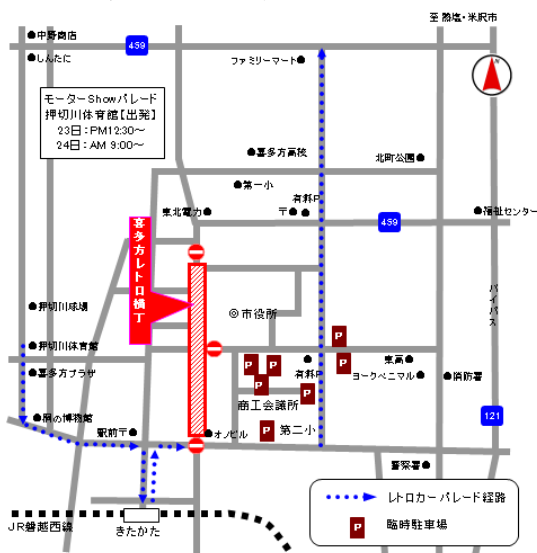 至 熱塩・米沢市
中野商店
459
しんたに
ファミリーマート
N
モーターShowパレード
押切川体育館【出発】
23日：PM12:30～
24日：AM 9:00～
喜多方高校
北町公園
第一小
有料P
東北電力
〒
459
福祉センター
喜多方レトロ横丁
バイパス
押切川球場
◎市役所
押切川体育館
P
P
P
P
有料P
東高
喜多方プラザ
P
ヨークベニマル
消防署
P
商工会議所
桐の博物館
121
駅前〒
オノビル
P
第二小
警察署
レトロカーパレード経路
JR磐越西線
きたかた
P
臨時駐車場